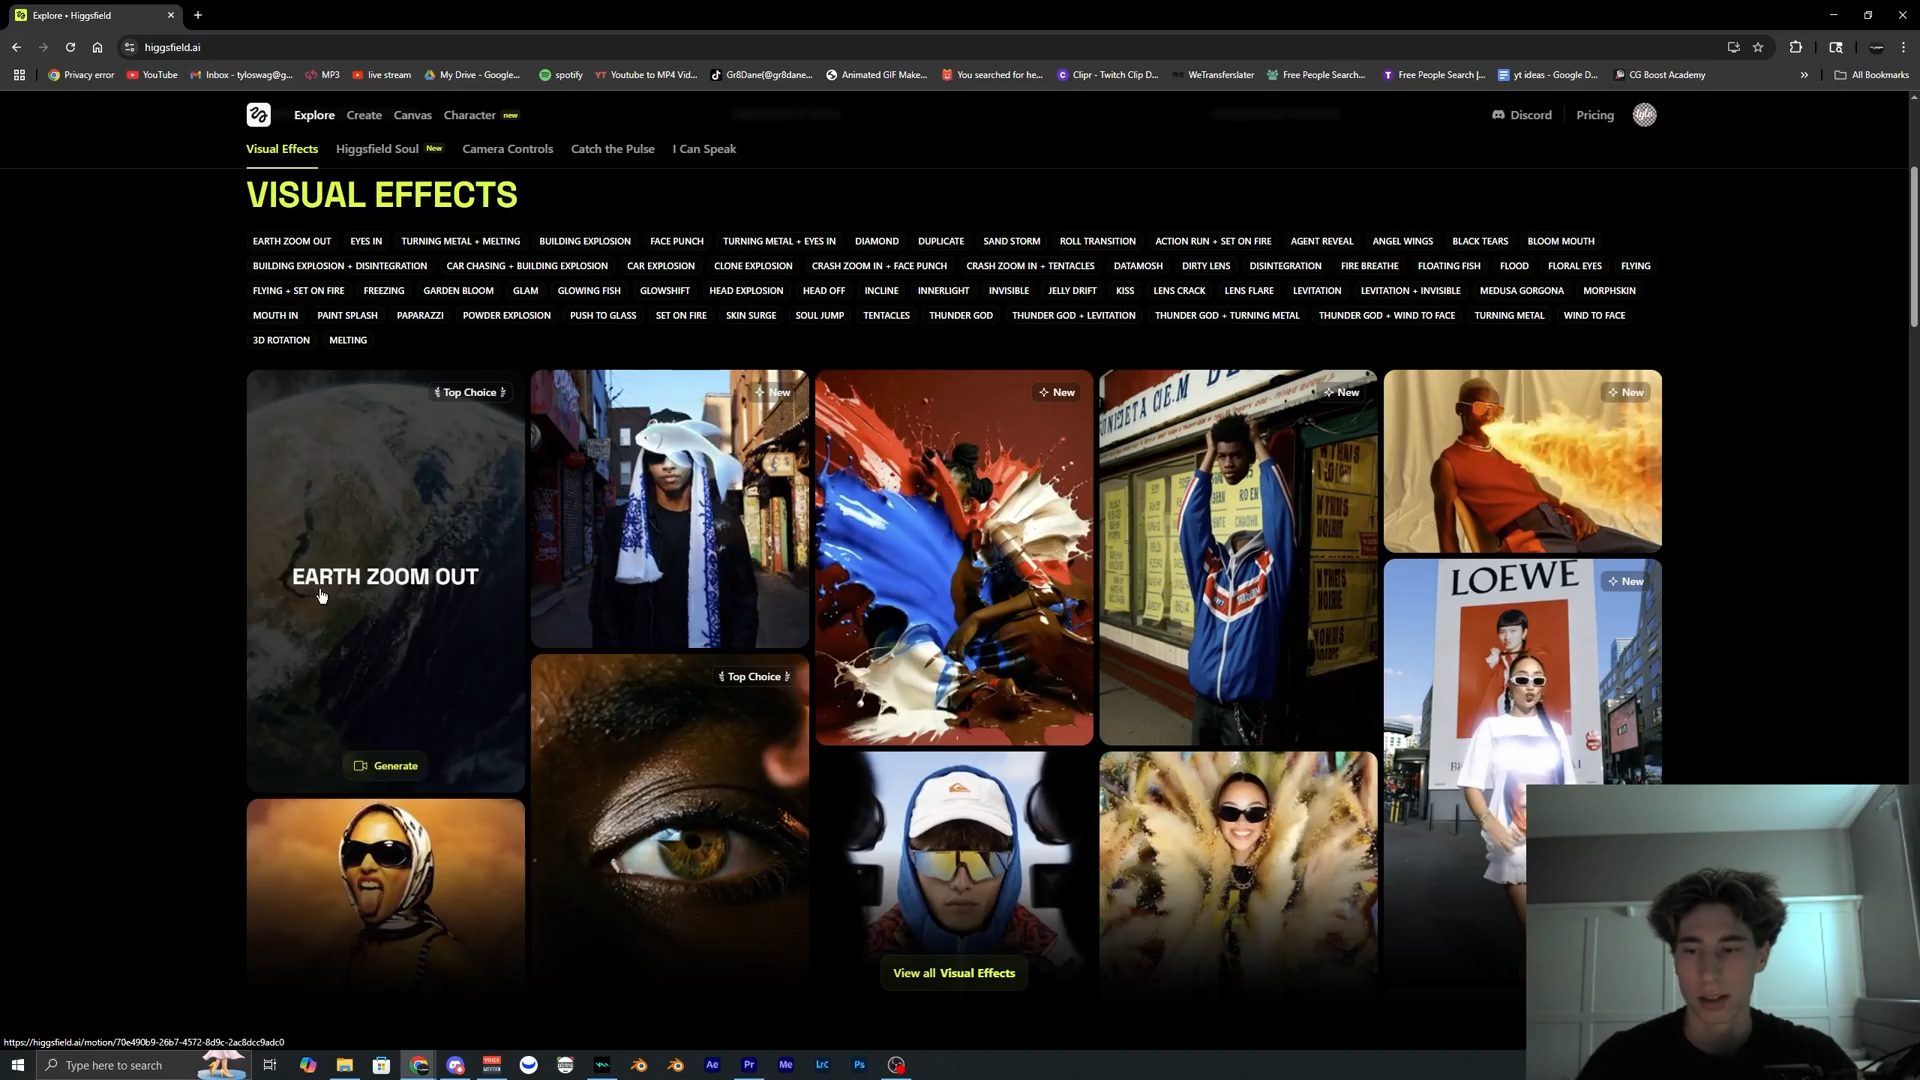 Explore • Higgsfield
higgsfield.ai
Privacy error YouTube Inbox - tyloswag@g... MP3 live stream My Drive - Google... spotify Youtube to MP4 Vid... Gr8Dane(@gr8dane... Animated GIF Make... You searched for he... Clipr - Twitch Clip D... WeTransferslater Free People Search... Free People Search |... yt ideas - Google D... CG Boost Academy All Bookmarks
Explore Create Canvas Character new Discord Pricing
Visual Effects Higgsfield Soul New Camera Controls Catch the Pulse I Can Speak
VISUAL EFFECTS
EARTH ZOOM OUT EYES IN TURNING METAL + MELTING BUILDING EXPLOSION FACE PUNCH TURNING METAL + EYES IN DIAMOND DUPLICATE SAND STORM ROLL TRANSITION ACTION RUN + SET ON FIRE AGENT REVEAL ANGEL WINGS BLACK TEARS BLOOM MOUTH
BUILDING EXPLOSION + DISINTEGRATION CAR CHASING + BUILDING EXPLOSION CAR EXPLOSION CLONE EXPLOSION CRASH ZOOM IN + FACE PUNCH CRASH ZOOM IN + TENTACLES DATAMOSH DIRTY LENS DISINTEGRATION FIRE BREATHE FLOATING FISH FLOOD FLORAL EYES FLYING
FLYING + SET ON FIRE FREEZING GARDEN BLOOM GLAM GLOWING FISH GLOWSHIFT HEAD EXPLOSION HEAD OFF INCLINE INNERLIGHT INVISIBLE JELLY DRIFT KISS LENS CRACK LENS FLARE LEVITATION LEVITATION + INVISIBLE MEDUSA GORGONA MORPHSKIN
MOUTH IN PAINT SPLASH PAPARAZZI POWDER EXPLOSION PUSH TO GLASS SET ON FIRE SKIN SURGE SOUL JUMP TENTACLES THUNDER GOD THUNDER GOD + LEVITATION THUNDER GOD + TURNING METAL THUNDER GOD + WIND TO FACE TURNING METAL WIND TO FACE
3D ROTATION MELTING
Top Choice New New New New
EARTH ZOOM OUT
LOEWE New
Top Choice
Generate
View all Visual Effects
https://higgsfield.ai/motion/70e490b9-26b7-4572-8d9c-2ac8dcc9adc0
Type here to search Ae Pr Me LrC Ps